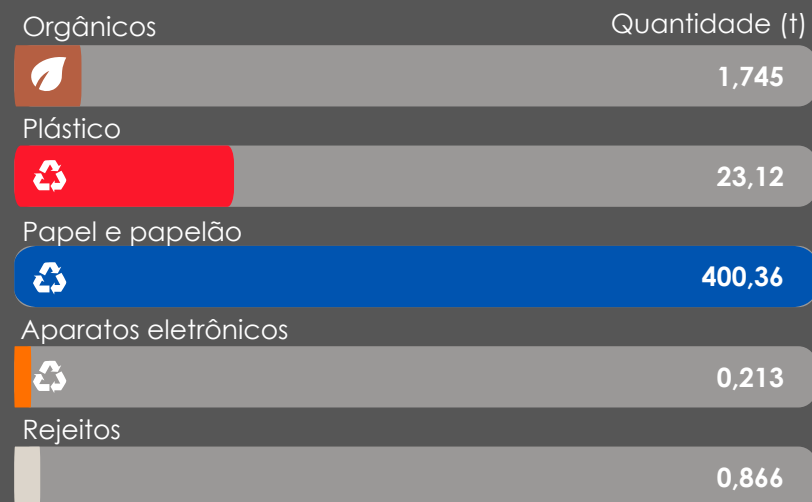 Orgânicos
Quantidade (t)
1,745
Plástico
23,12
Papel e papelão
400,36
Aparatos eletrônicos
0,213
Rejeitos
0,866